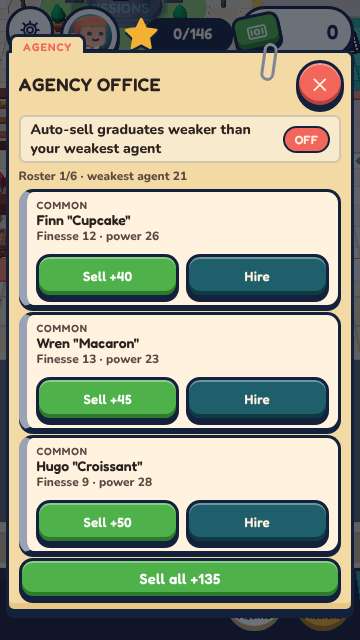 MISSIONS
0/146
0
AGENCY
AGENCY OFFICE
Auto-sell graduates weaker than
your weakest agent
OFF
Roster 1/6 · weakest agent 21
COMMON
Finn "Cupcake"
Finesse 12 · power 26
Sell +40
Hire
COMMON
Wren "Macaron"
Finesse 13 · power 23
Sell +45
Hire
COMMON
Hugo "Croissant"
Finesse 9 · power 28
Sell +50
Hire
Sell all +135